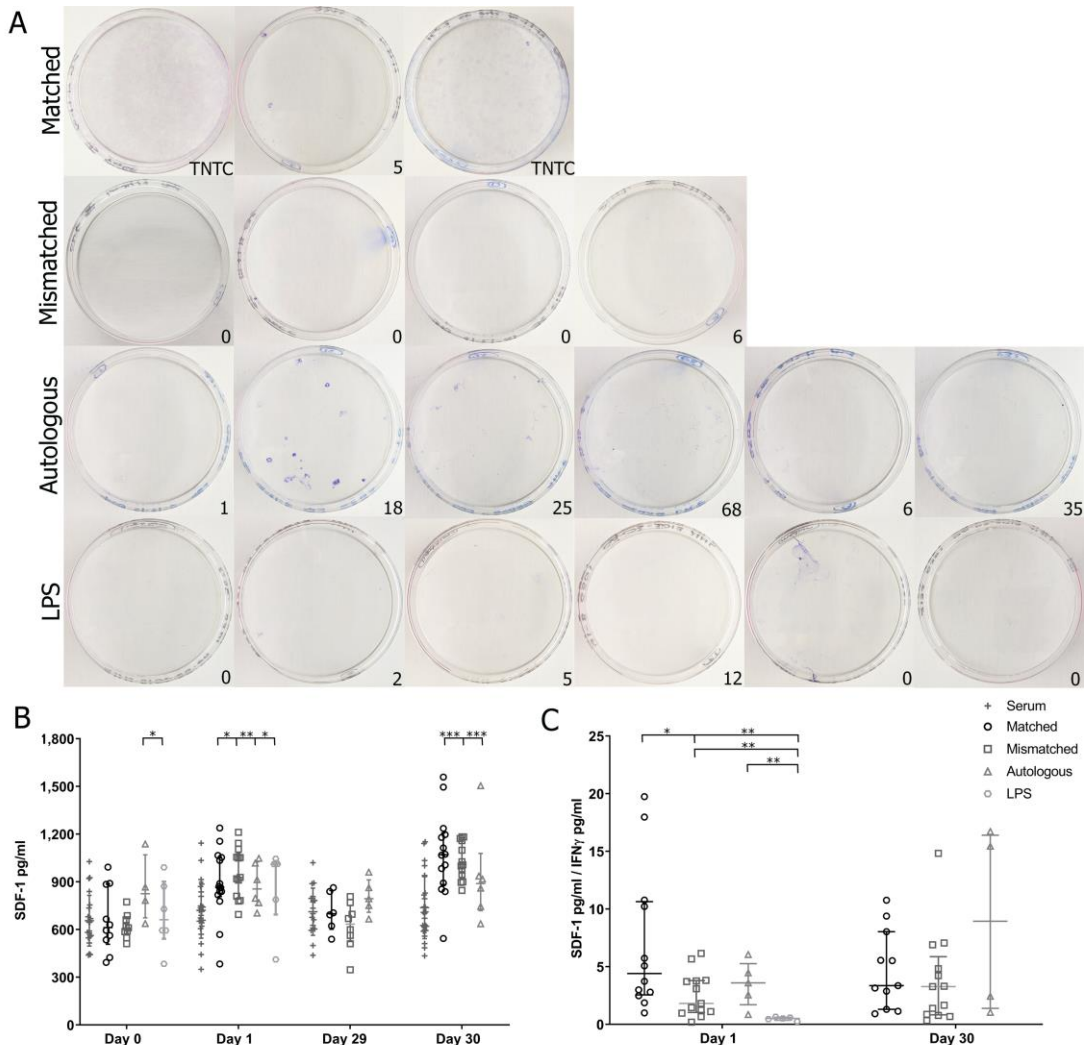 A
Matched
TNTC
5
TNTC
Mismatched
0
0
0
6
Autologous
1
18
25
68
6
35
LPS
0
2
5
12
0
0
B
SDF-1 pg/ml
1,800
1,500
1,200
900
600
300
0
*
* ** *
*** ***
Day 0
Day 1
Day 29
Day 30
C
SDF-1 pg/ml / IFNγ pg/ml
25
20
15
10
5
0
* **
**
**
Day 1
Day 30
Serum
Matched
Mismatched
Autologous
LPS